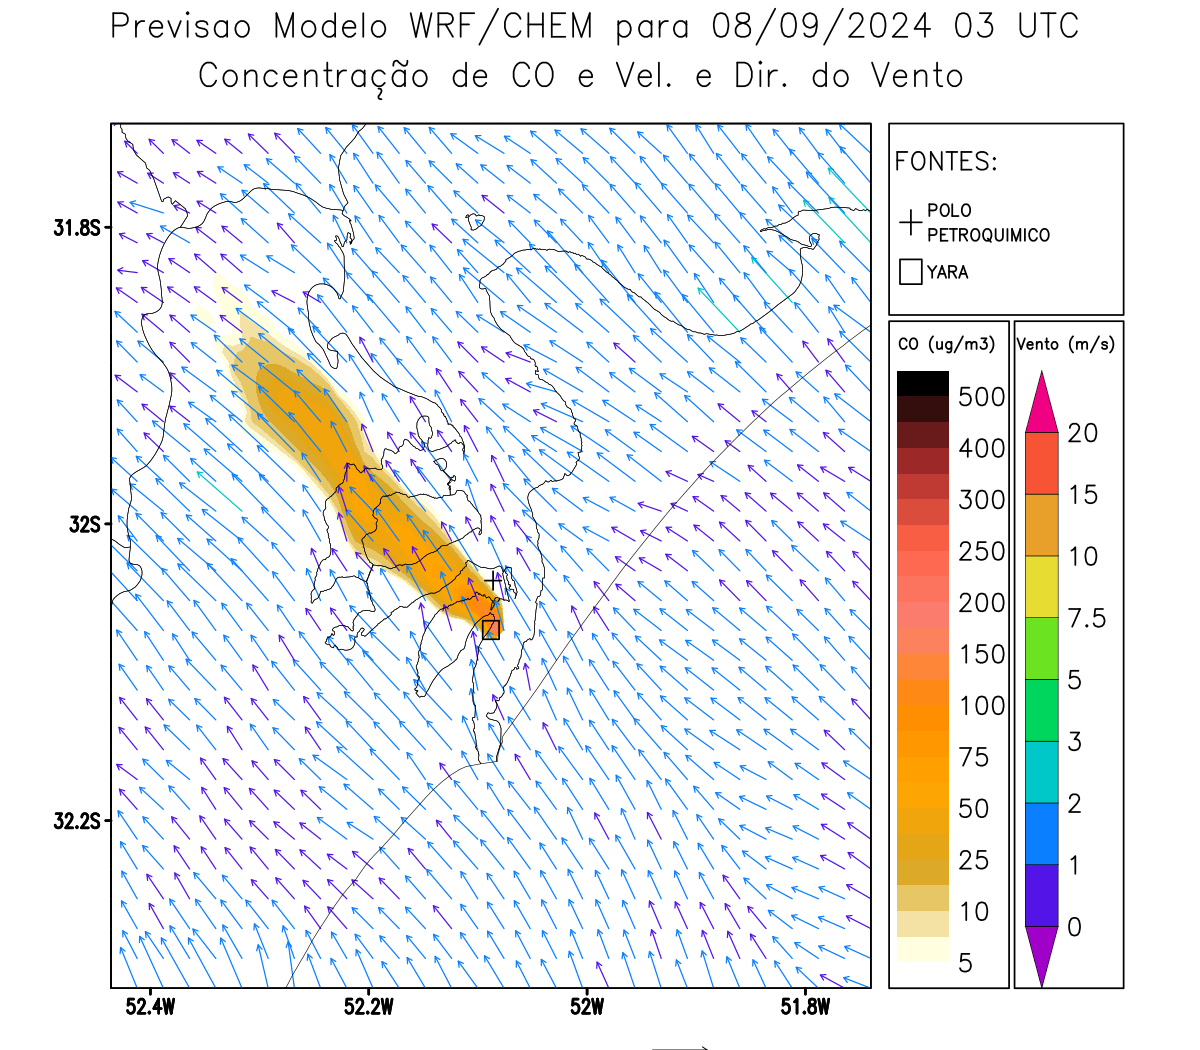 Previsao Modelo WRF/CHEM para 08/09/2024 03 UTC
Concentração de CO e Vel. e Dir. do Vento
FONTES:
POLO
PETROQUIMICO
YARA
CO (ug/m3)
500
400
300
250
200
150
100
75
50
25
10
5
Vento (m/s)
20
15
10
7.5
5
3
2
1
0
31.8S
32S
32.2S
52.4W
52.2W
52W
51.8W